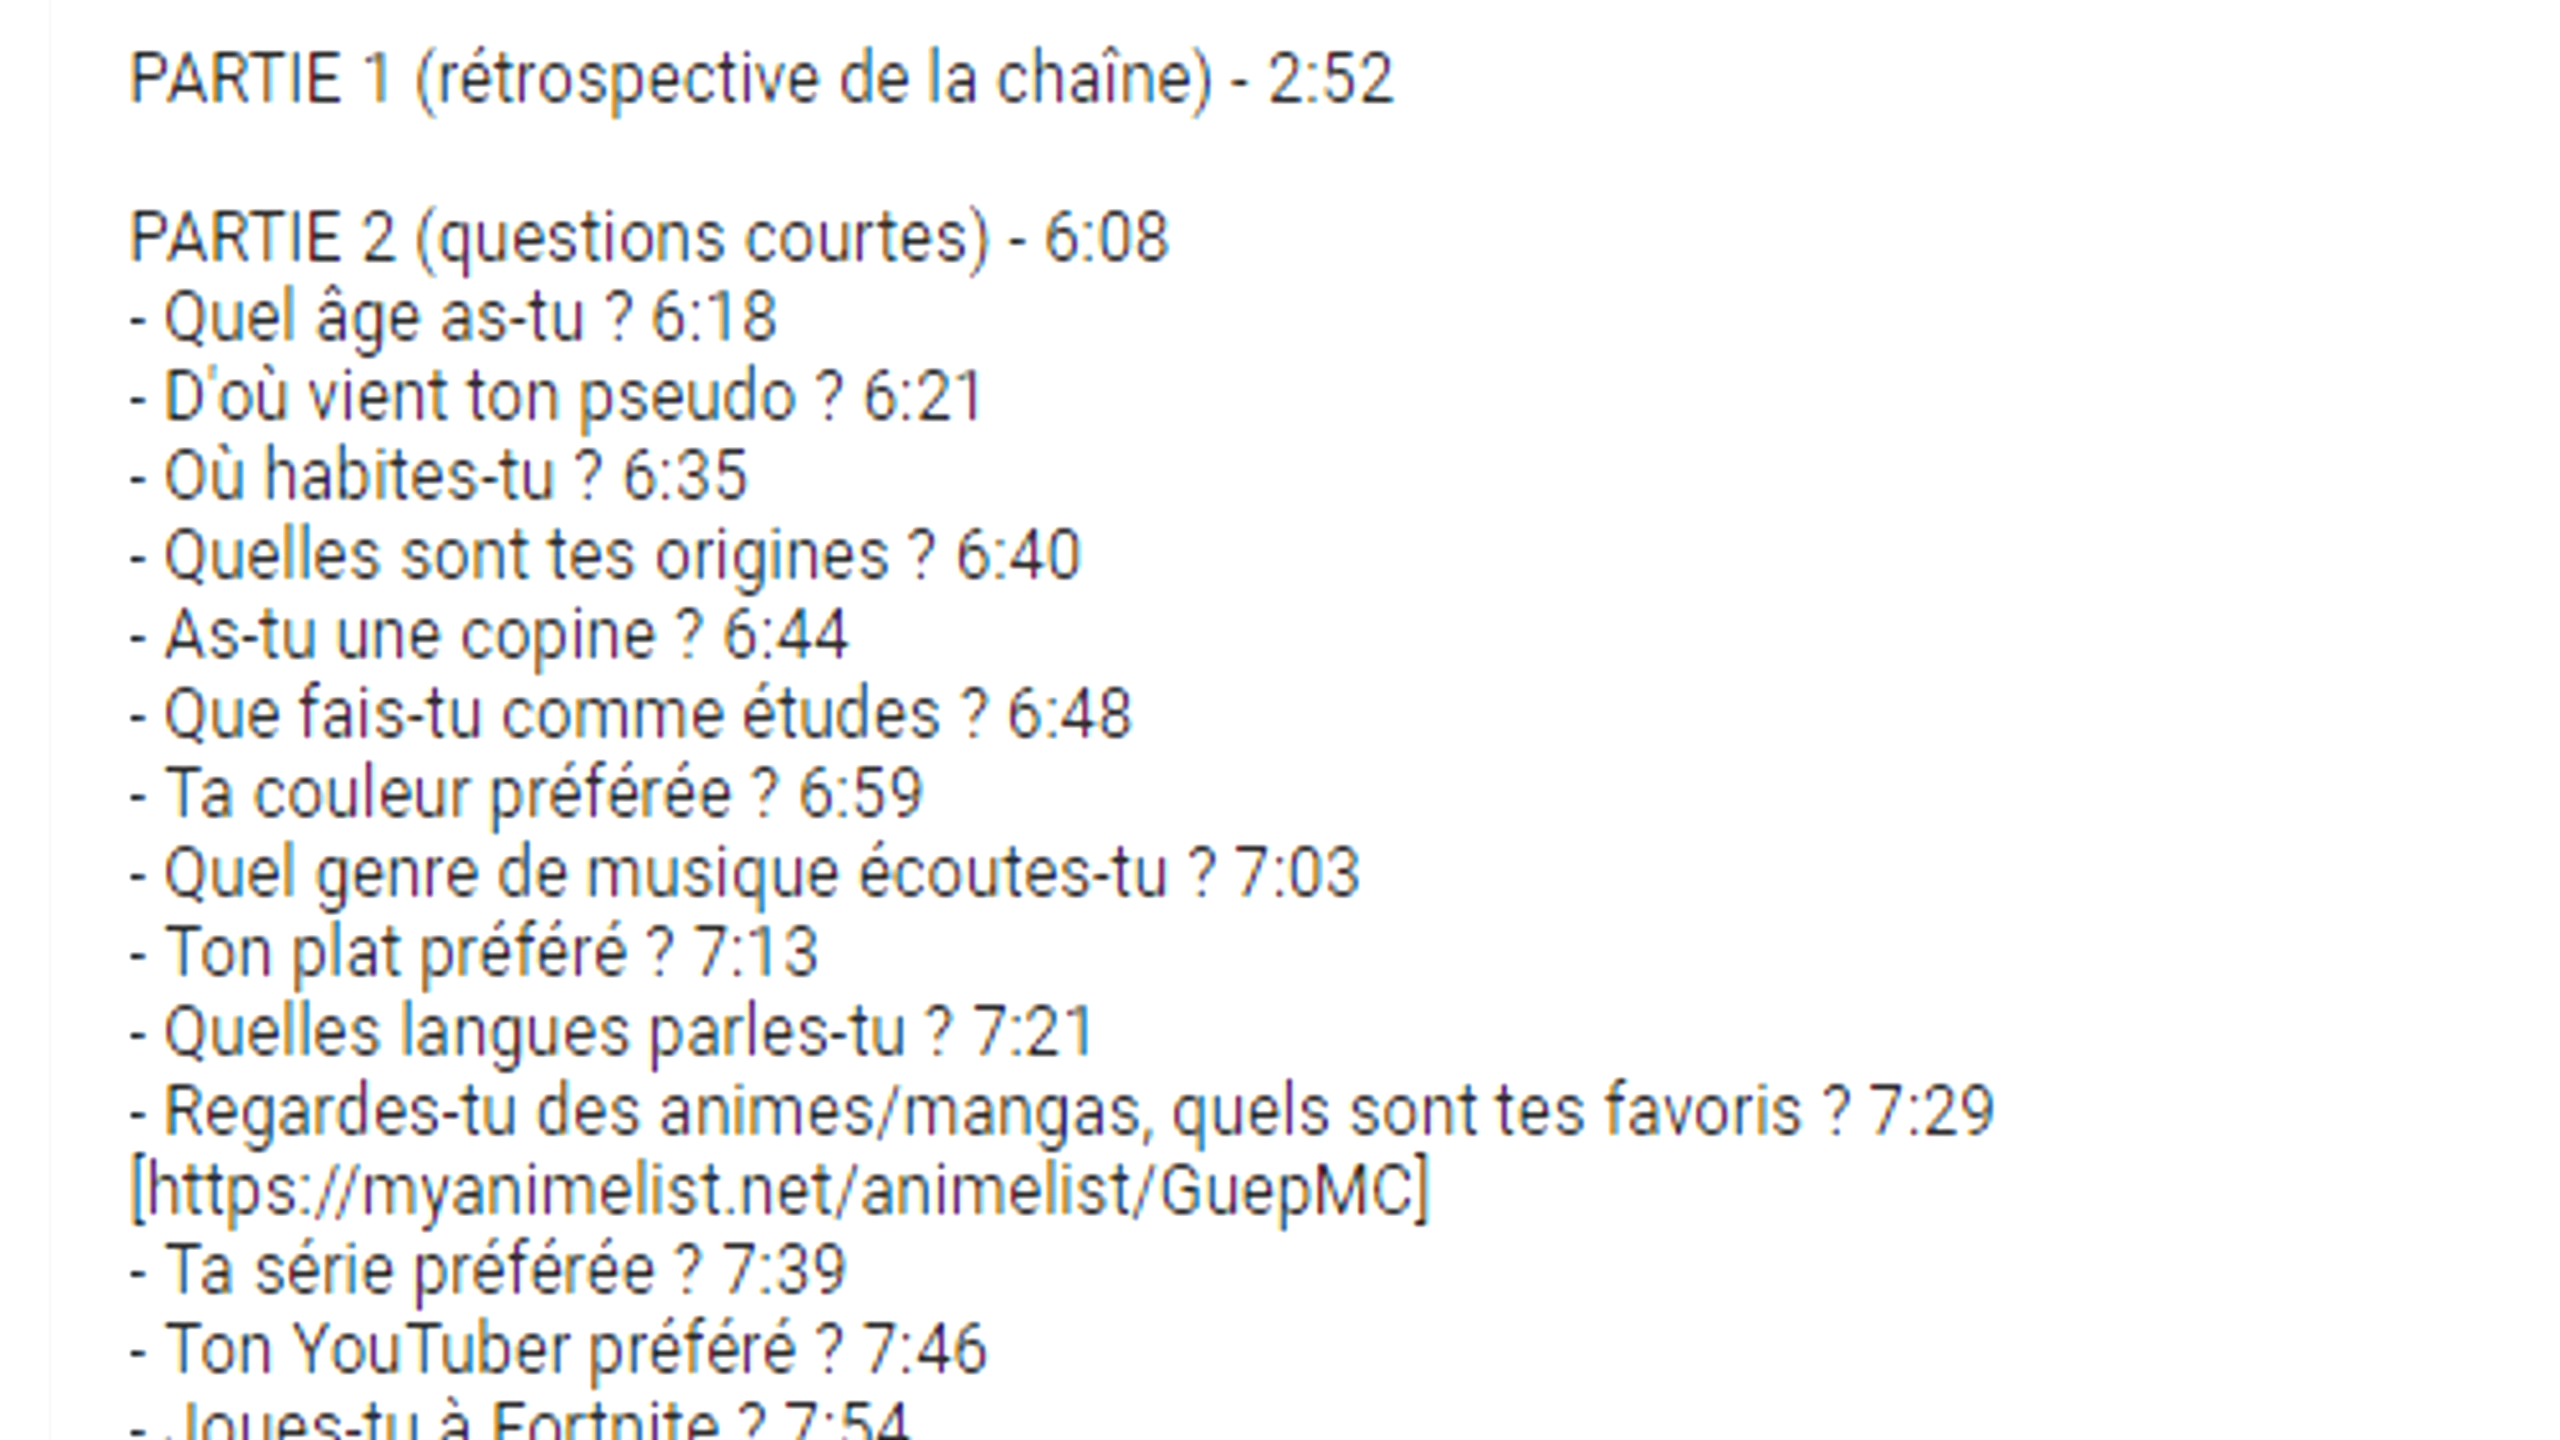 PARTIE 1 (rétrospective de la chaîne) - 2:52
PARTIE 2 (questions courtes) - 6:08
- Quel âge as-tu ? 6:18
- D'où vient ton pseudo ? 6:21
- Où habites-tu ? 6:35
- Quelles sont tes origines ? 6:40
- As-tu une copine ? 6:44
- Que fais-tu comme études ? 6:48
- Ta couleur préférée ? 6:59
- Quel genre de musique écoutes-tu ? 7:03
- Ton plat préféré ? 7:13
- Quelles langues parles-tu ? 7:21
- Regardes-tu des animes/mangas, quels sont tes favoris ? 7:29
[https://myanimelist.net/animelist/GuepMC]
- Ta série préférée ? 7:39
- Ton YouTuber préféré ? 7:46
- Joues-tu à Fortnite ? 7:54